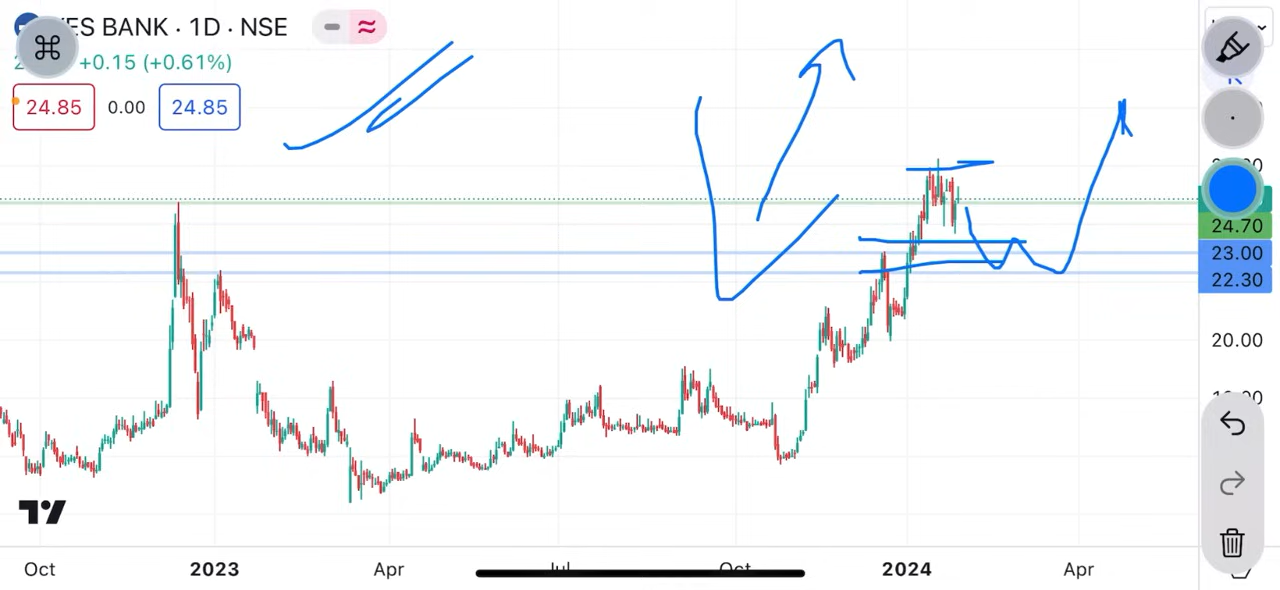 ES BANK · 1D · NSE
+0.15 (+0.61%)
24.85 0.00 24.85
24.70
23.00
22.30
20.00
Oct 2023 Apr Jul Oct 2024 Apr